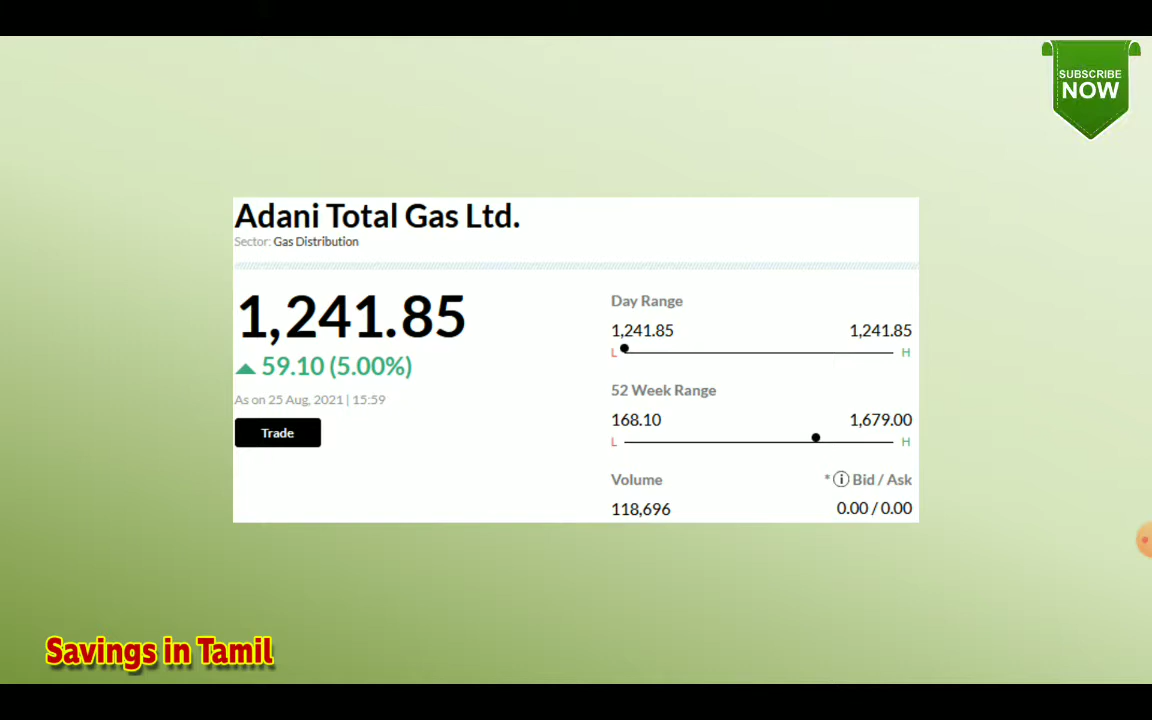 SUBSCRIBE
NOW
Adani Total Gas Ltd.
Sector: Gas Distribution
1,241.85
59.10 (5.00%)
As on 25 Aug, 2021 | 15:59
Trade
Day Range
1,241.85 1,241.85
L H
52 Week Range
168.10 1,679.00
L H
Volume * i Bid / Ask
118,696 0.00 / 0.00
Savings in Tamil